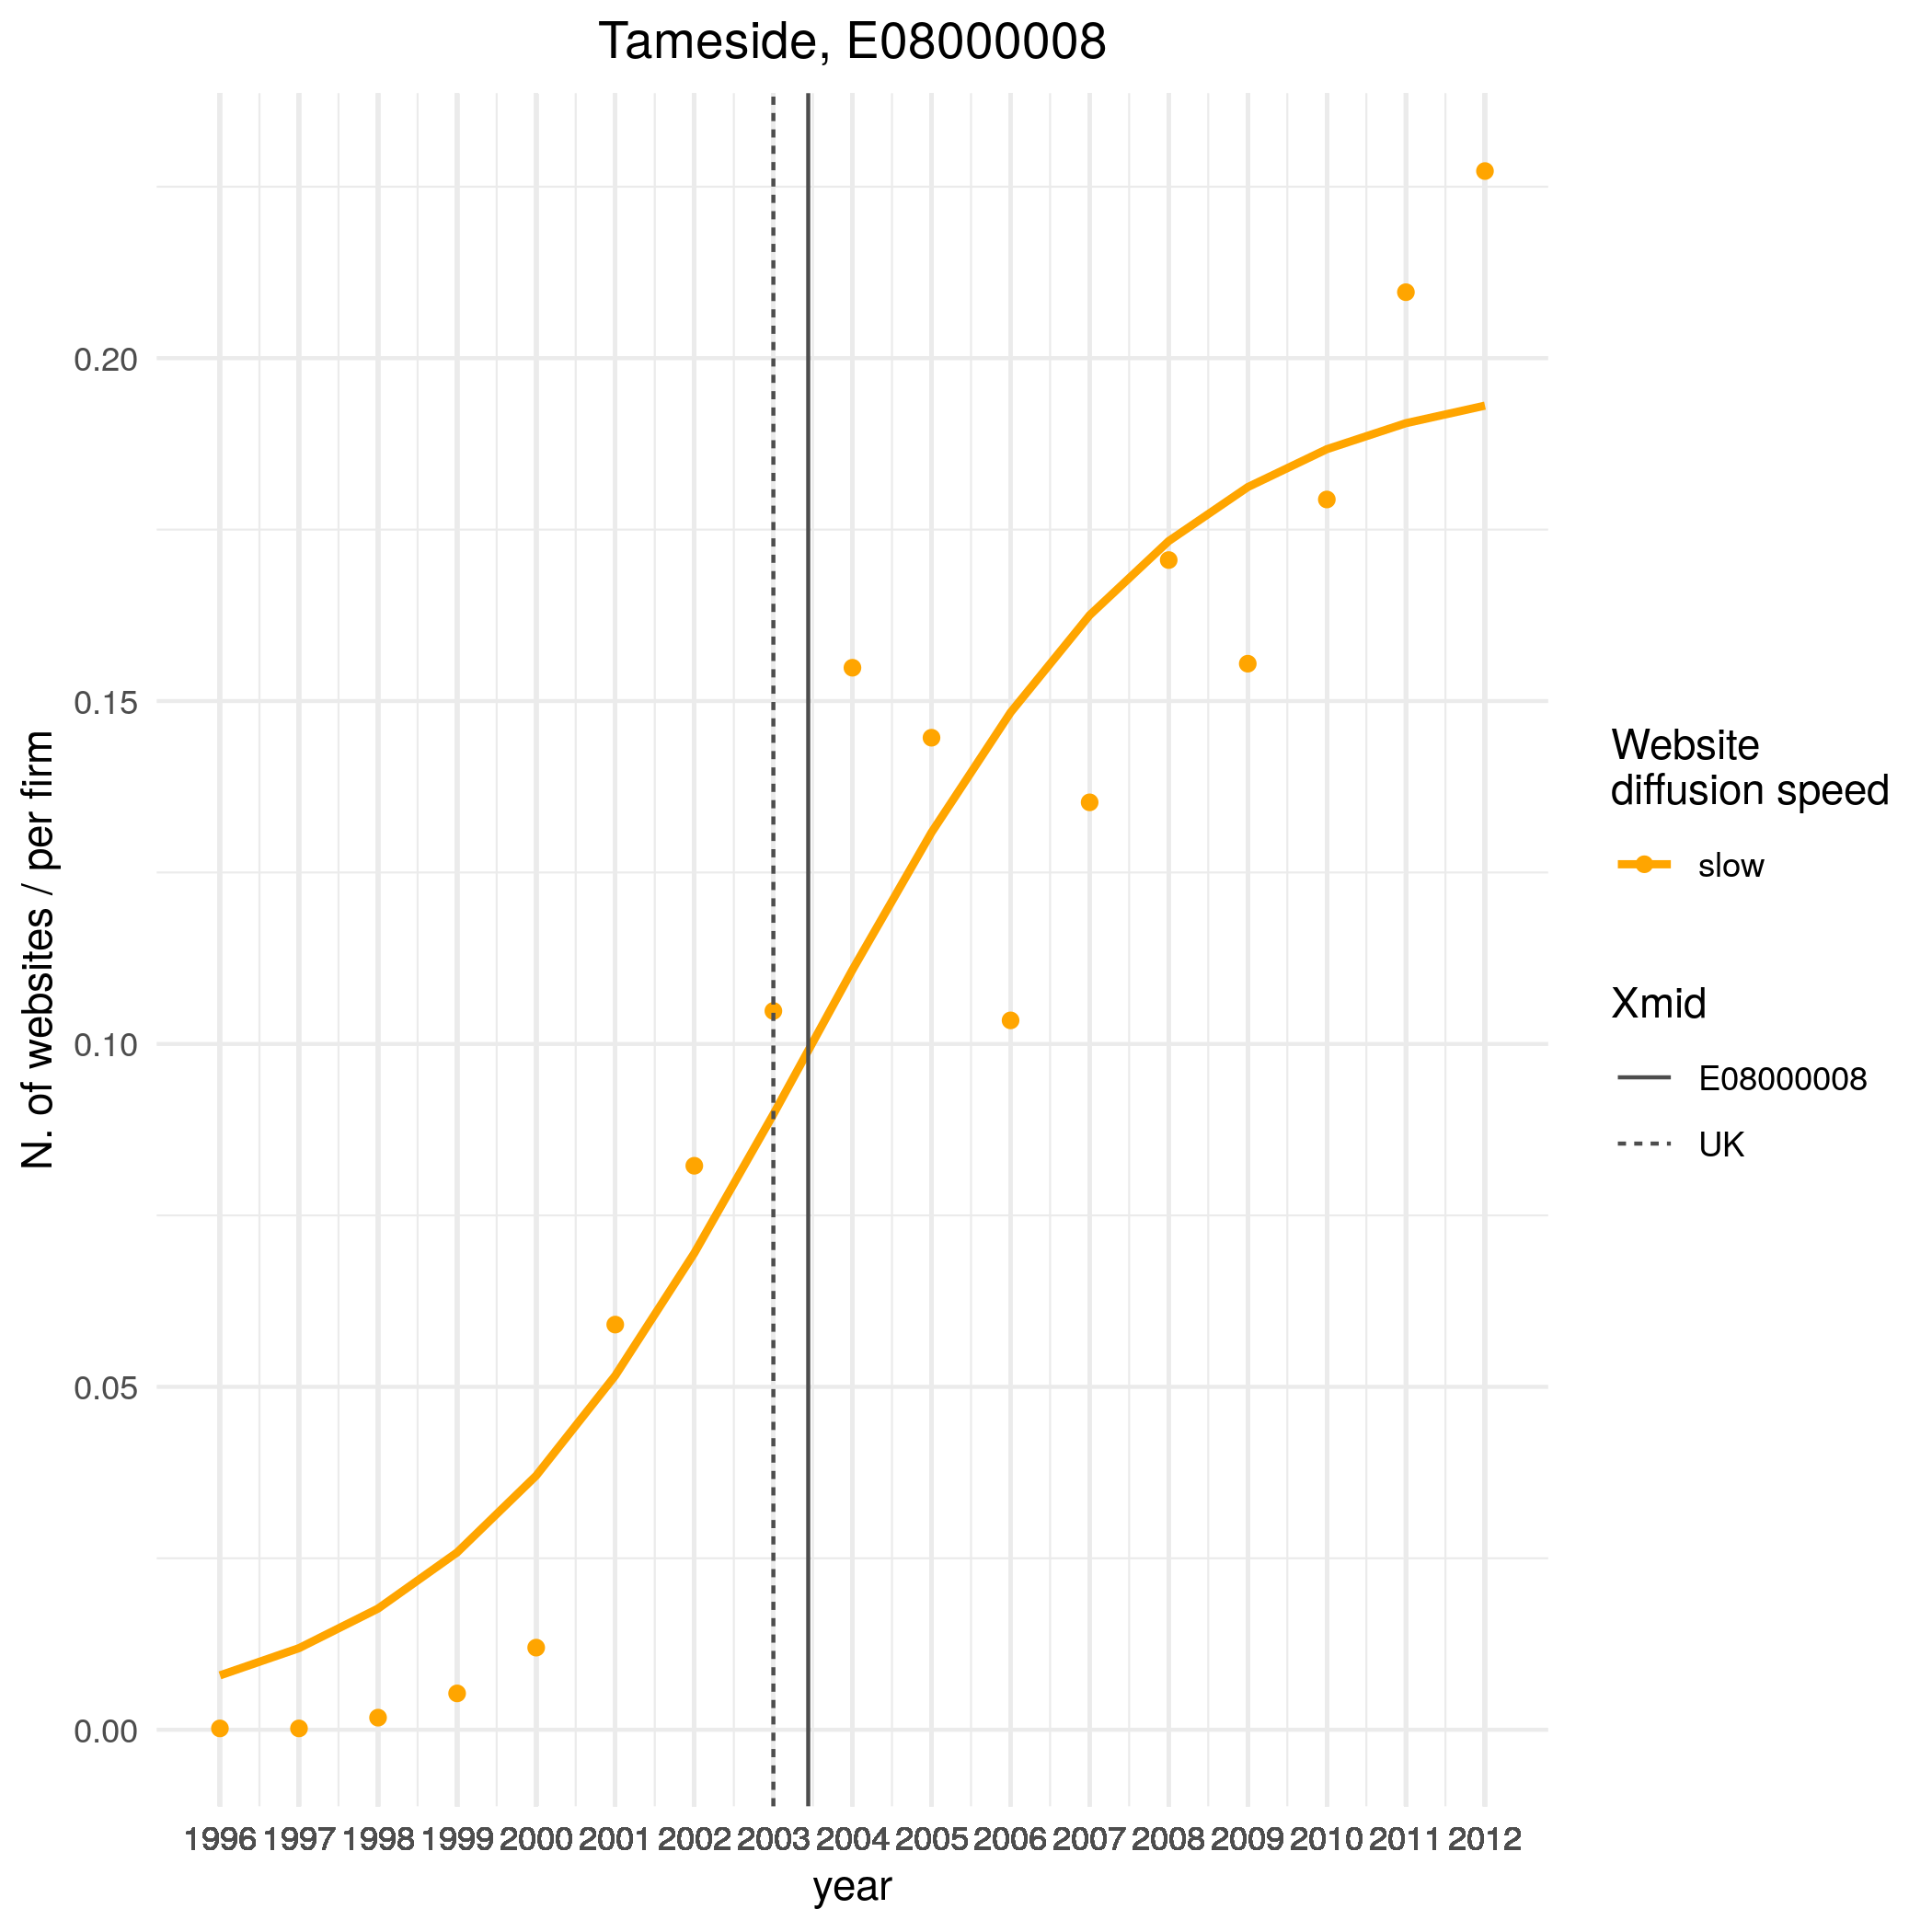 Tameside, E08000008
N. of websites / per firm
0.20
0.15
0.10
0.05
0.00
1996 1997 1998 1999 2000 2001 2002 2003 2004 2005 2006 2007 2008 2009 2010 2011 2012
year
Website
diffusion speed
slow
Xmid
E08000008
UK